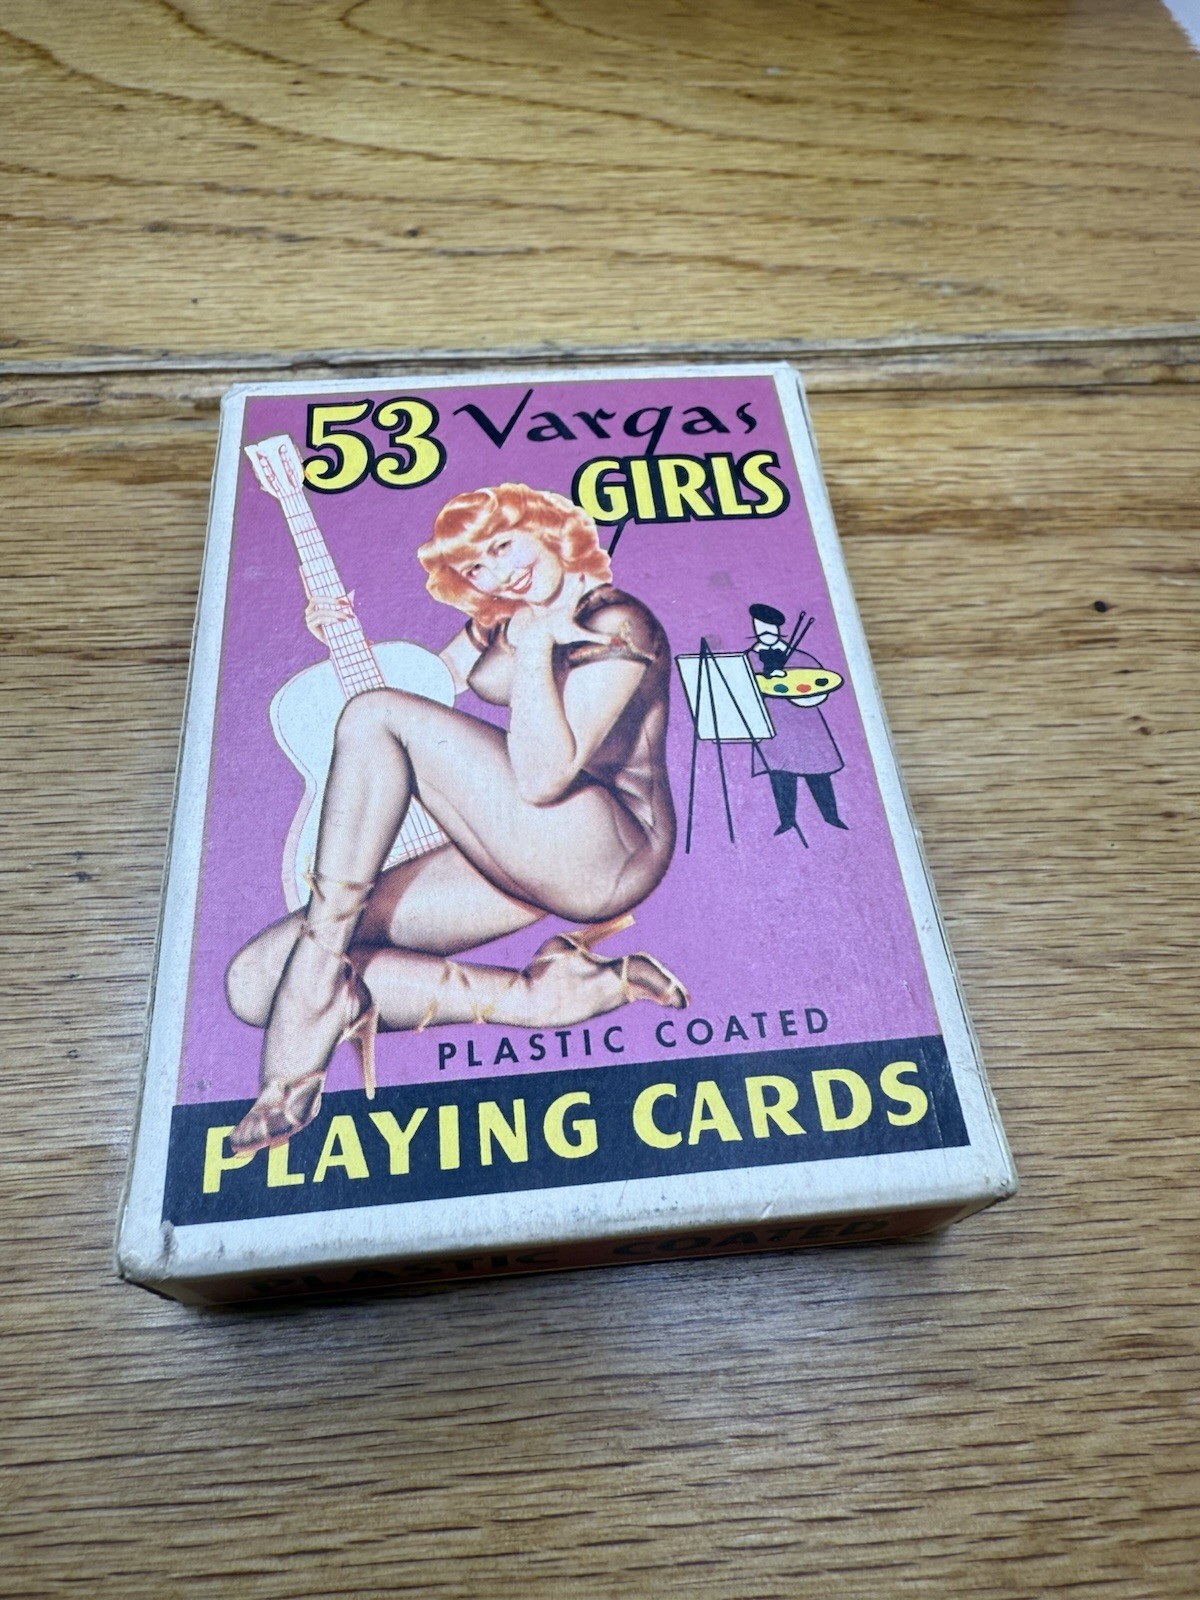 53 Vargas
GIRLS
PLASTIC COATED
PLAYING CARDS
PLASTIC COATED